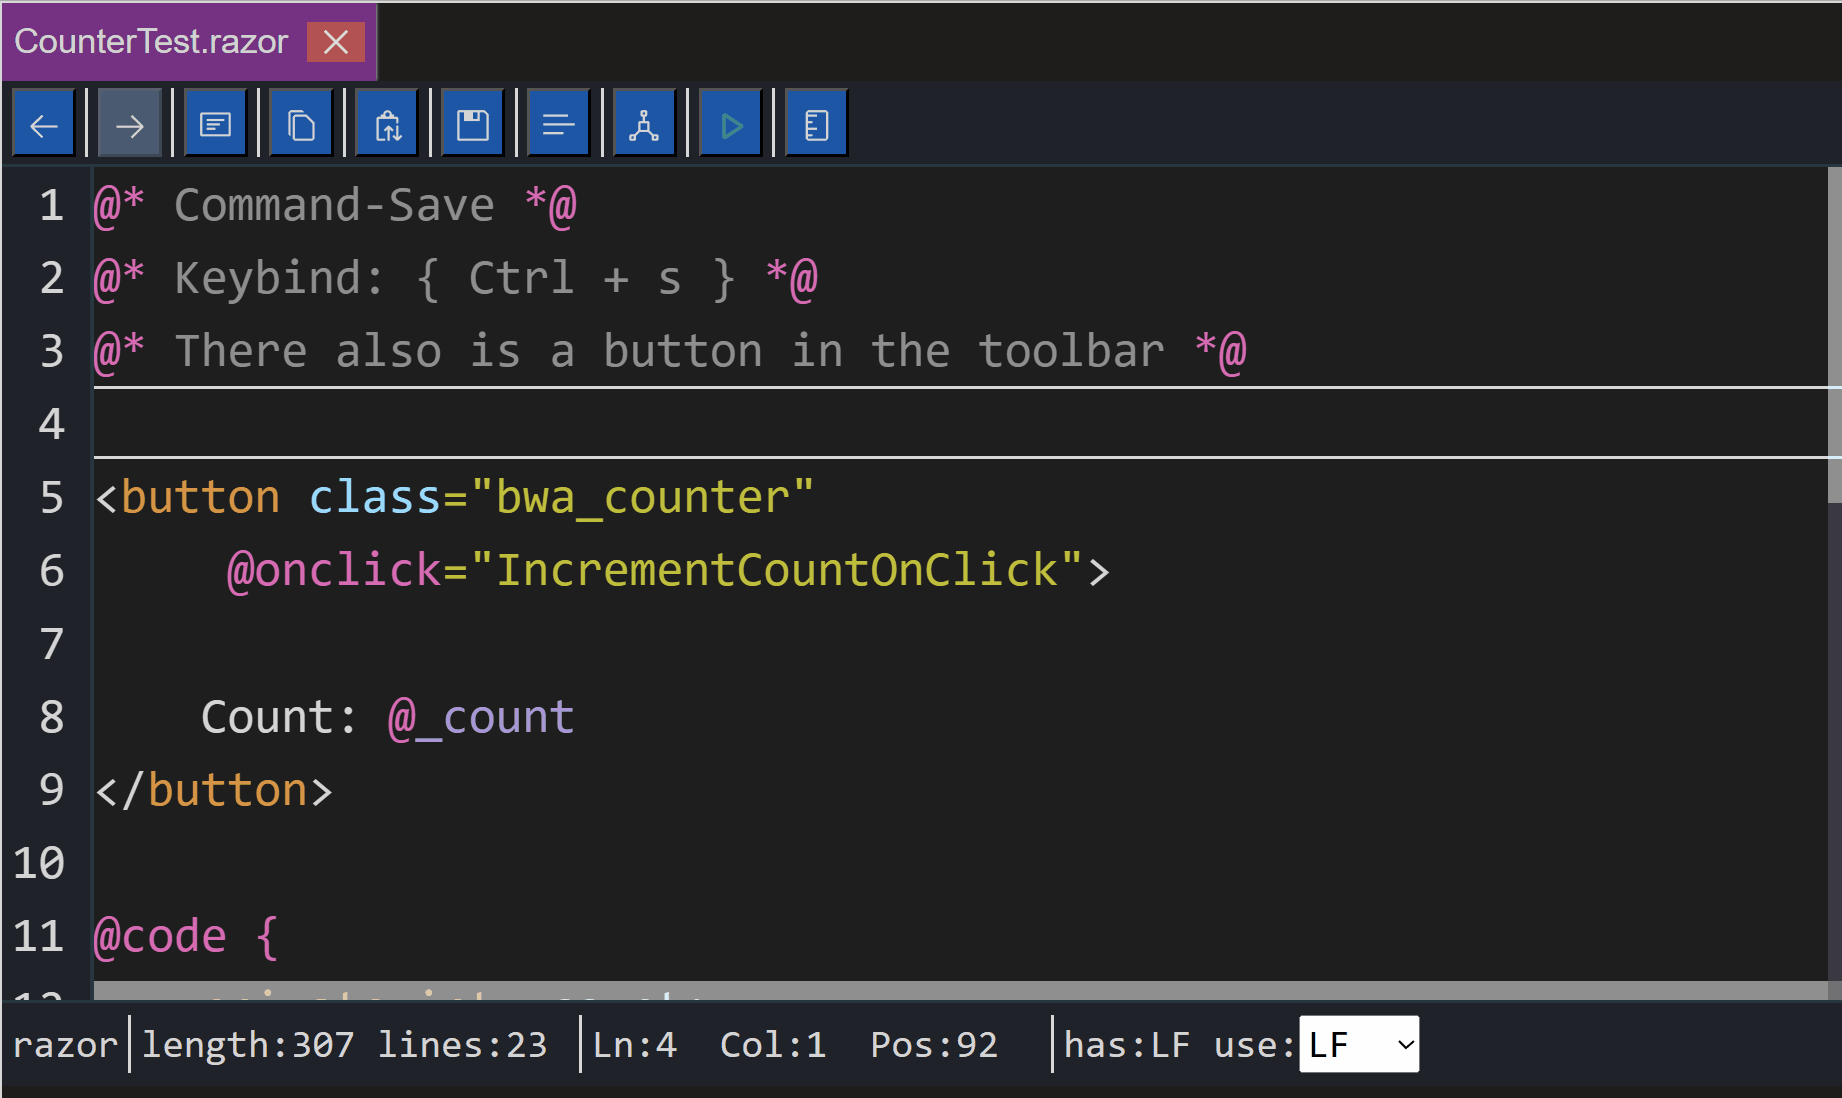 CounterTest.razor
1 @* Command-Save *@
2 @* Keybind: { Ctrl + s } *@
3 @* There also is a button in the toolbar *@
4
5 <button class="bwa_counter"
6      @onclick="IncrementCountOnClick">
7
8     Count: @_count
9 </button>
10
11 @code {
razor length:307 lines:23 Ln:4 Col:1 Pos:92 has:LF use: LF